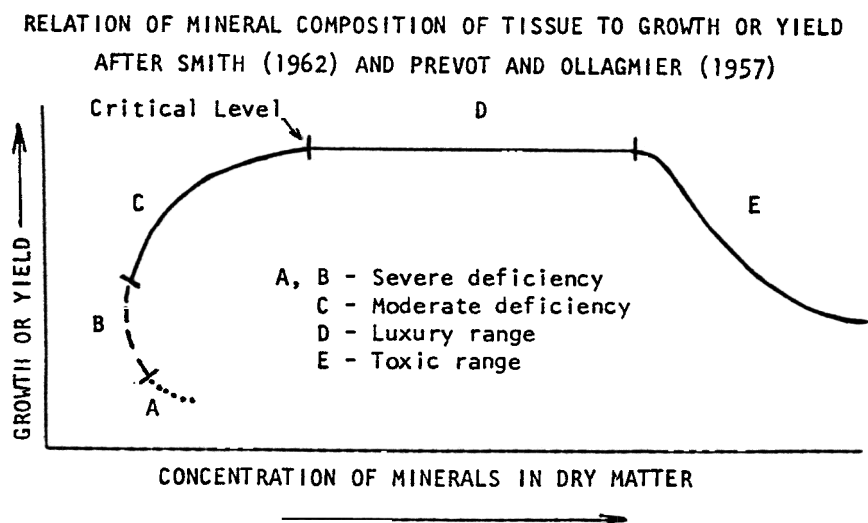 RELATION OF MINERAL COMPOSITION OF TISSUE TO GROWTH OR YIELD
AFTER SMITH (1962) AND PREVOT AND OLLAGMIER (1957)
Critical Level
D
C
E
A, B - Severe deficiency
C - Moderate deficiency
D - Luxury range
E - Toxic range
B
A
GROWTH OR YIELD
CONCENTRATION OF MINERALS IN DRY MATTER